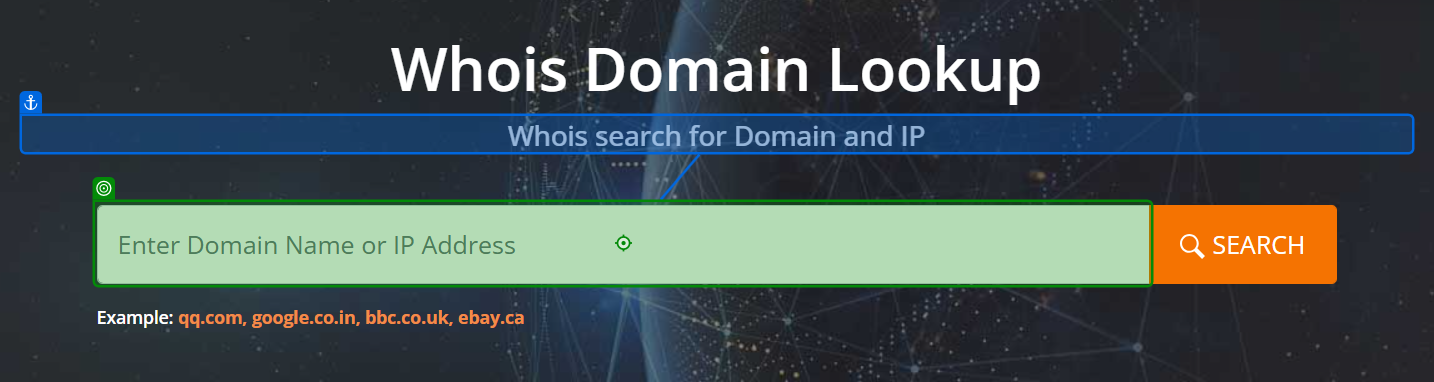 Whois Domain Lookup
Whois search for Domain and IP
Enter Domain Name or IP Address
SEARCH
Example: qq.com, google.co.in, bbc.co.uk, ebay.ca